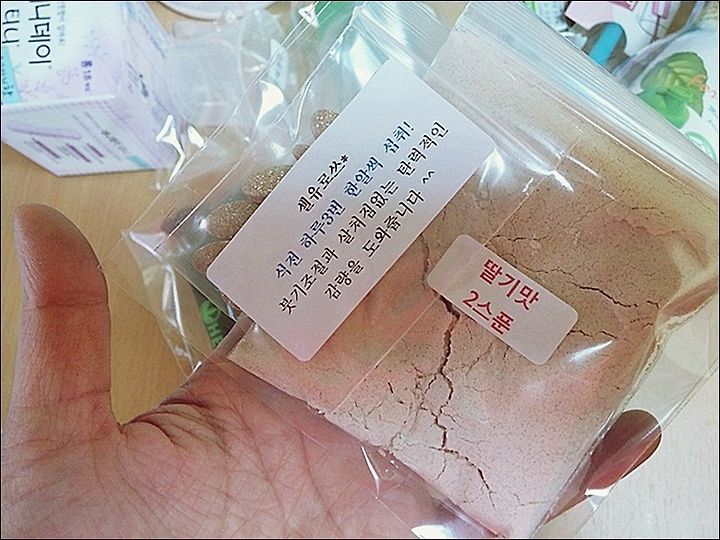 셀유로쓰*
식전 하루3번 한알씩 섭취!
붓기조절과 살처짐없는 탄력적인
감량을 도와줍니다 ^^
딸기맛
2스푼